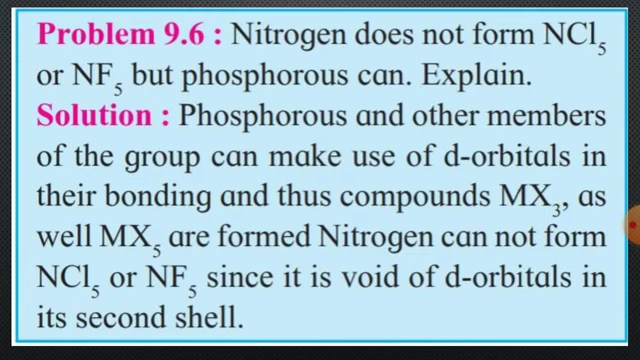 Problem 9.6 : Nitrogen does not form NCl₅
or NF₅ but phosphorous can. Explain.
Solution : Phosphorous and other members
of the group can make use of d-orbitals in
their bonding and thus compounds MX₃, as
well MX₅ are formed Nitrogen can not form
NCl₅ or NF₅ since it is void of d-orbitals in
its second shell.